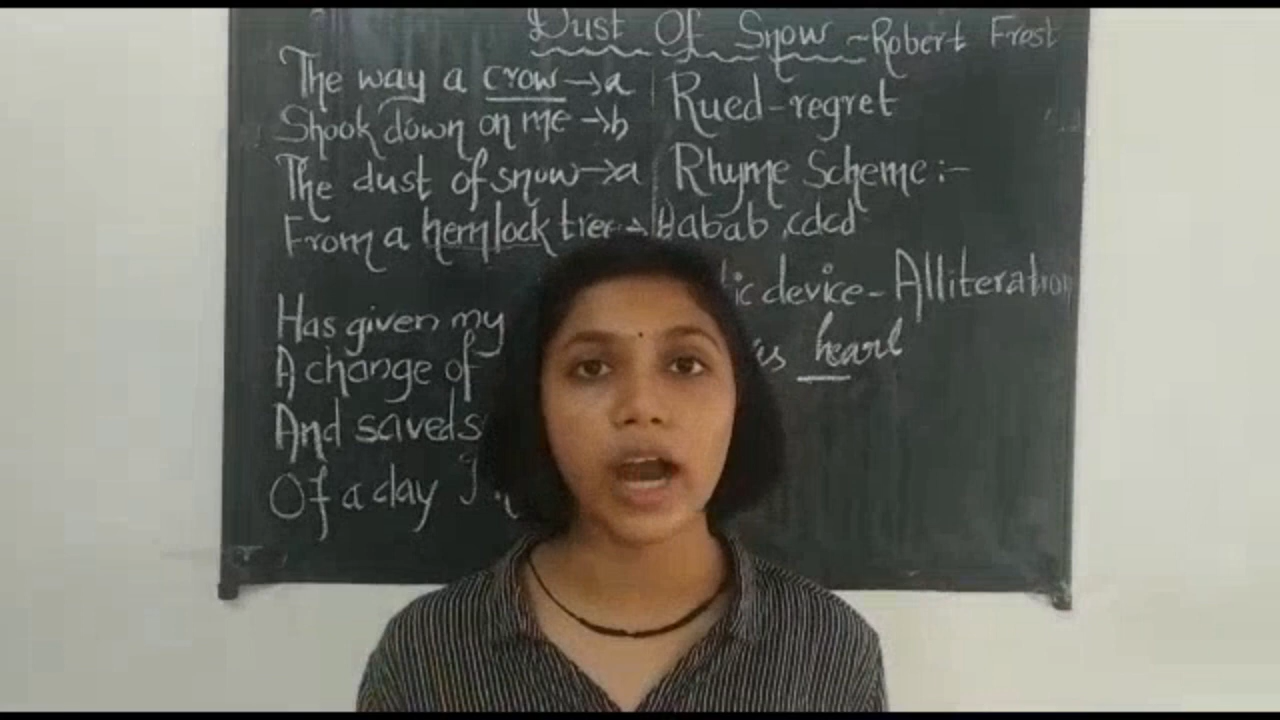 Dust Of Snow ~Robert Frost
The way a crow→a
Shook down on me→b
The dust of snow→a
From a hemlock tree→b
Has given my
A change of
And saved
Of a day I
Rued-regret
Rhyme Scheme:-
abab,cdcd
ic device-Alliteration
as heart